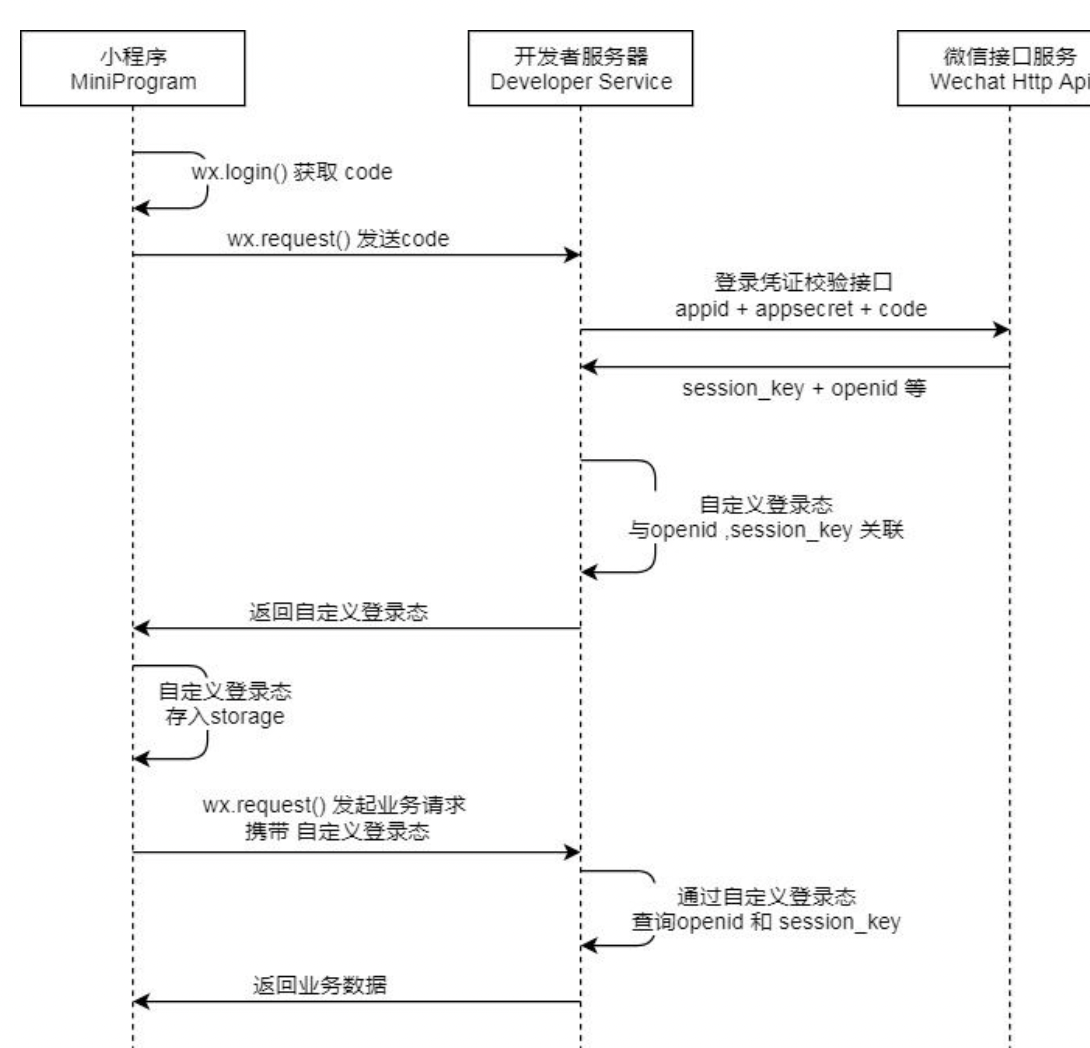 小程序
MiniProgram
开发者服务器
Developer Service
微信接口服务
Wechat Http Api
wx.login() 获取 code
wx.request() 发送code
登录凭证校验接口
appid + appsecret + code
session_key + openid 等
自定义登录态
与openid ,session_key 关联
返回自定义登录态
自定义登录态
存入storage
wx.request() 发起业务请求
携带 自定义登录态
通过自定义登录态
查询openid 和 session_key
返回业务数据